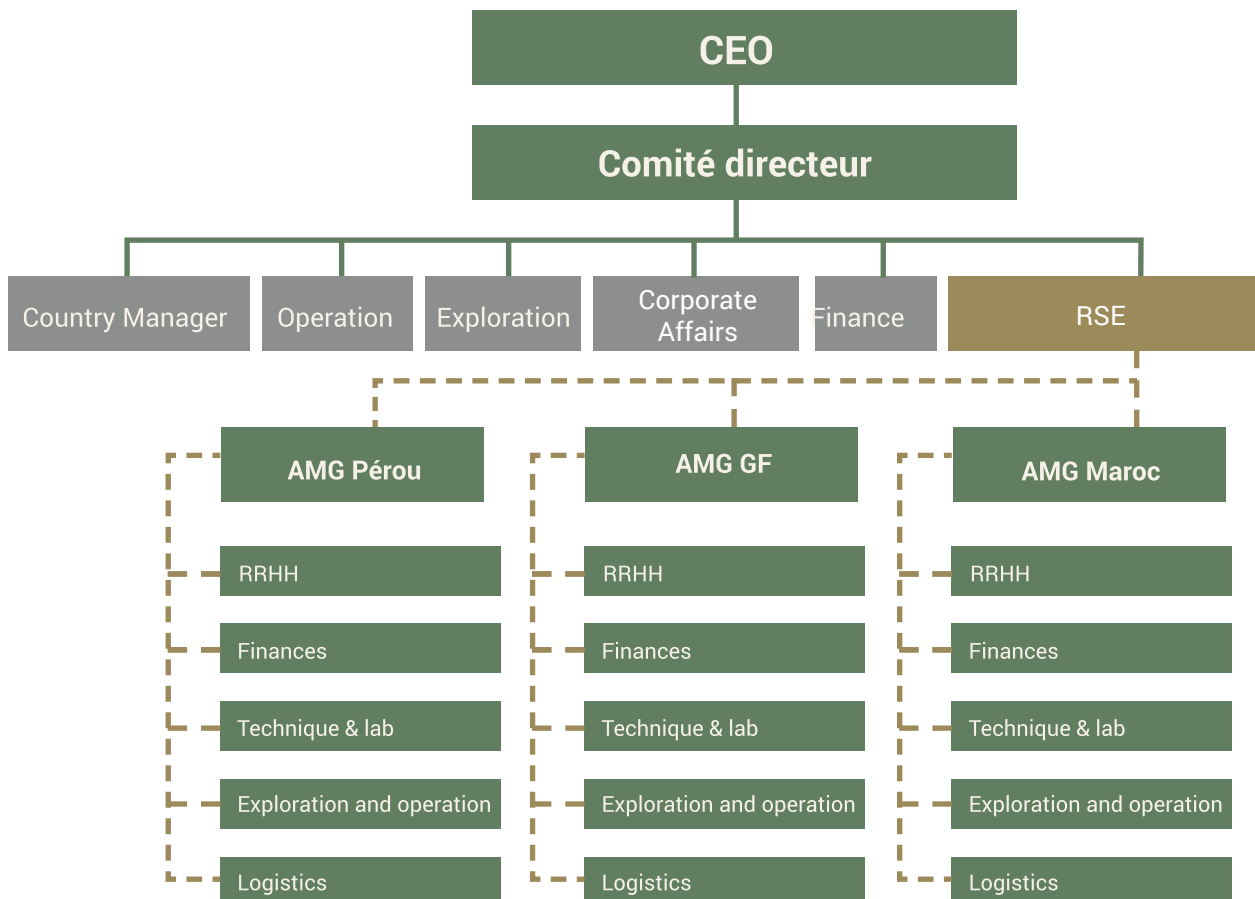 CEO
Comité directeur
Country Manager
Operation
Exploration
Corporate
Affairs
Finance
RSE
AMG Pérou
AMG GF
AMG Maroc
RRHH
Finances
Technique & lab
Exploration and operation
Logistics
RRHH
Finances
Technique & lab
Exploration and operation
Logistics
RRHH
Finances
Technique & lab
Exploration and operation
Logistics